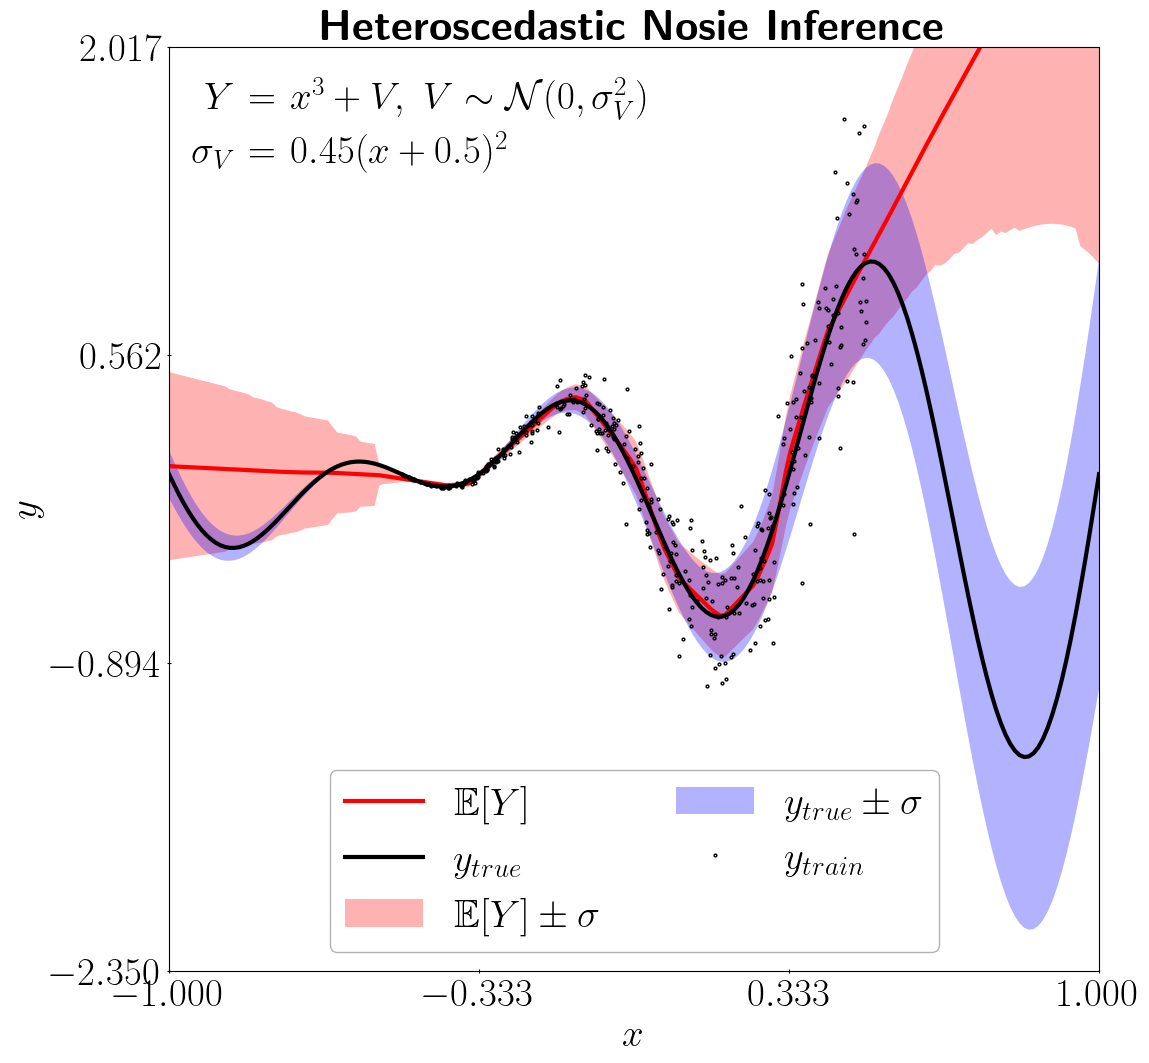 Heteroscedastic Nosie Inference
2.017
Y = x³ + V, V ∼ 𝒩(0, σ_V²)
σ_V = 0.45(x + 0.5)²
0.562
y
−0.894
𝔼[Y]
y_true
𝔼[Y] ± σ
y_true ± σ
y_train
−2.350
−1.000 −0.333 0.333 1.000
x